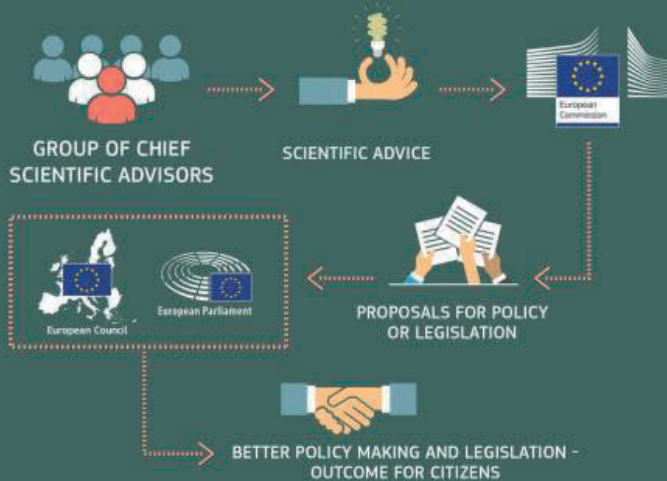 GROUP OF CHIEF
SCIENTIFIC ADVISORS
SCIENTIFIC ADVICE
European
Commission
PROPOSALS FOR POLICY
OR LEGISLATION
European Council
European Parliament
BETTER POLICY MAKING AND LEGISLATION -
OUTCOME FOR CITIZENS